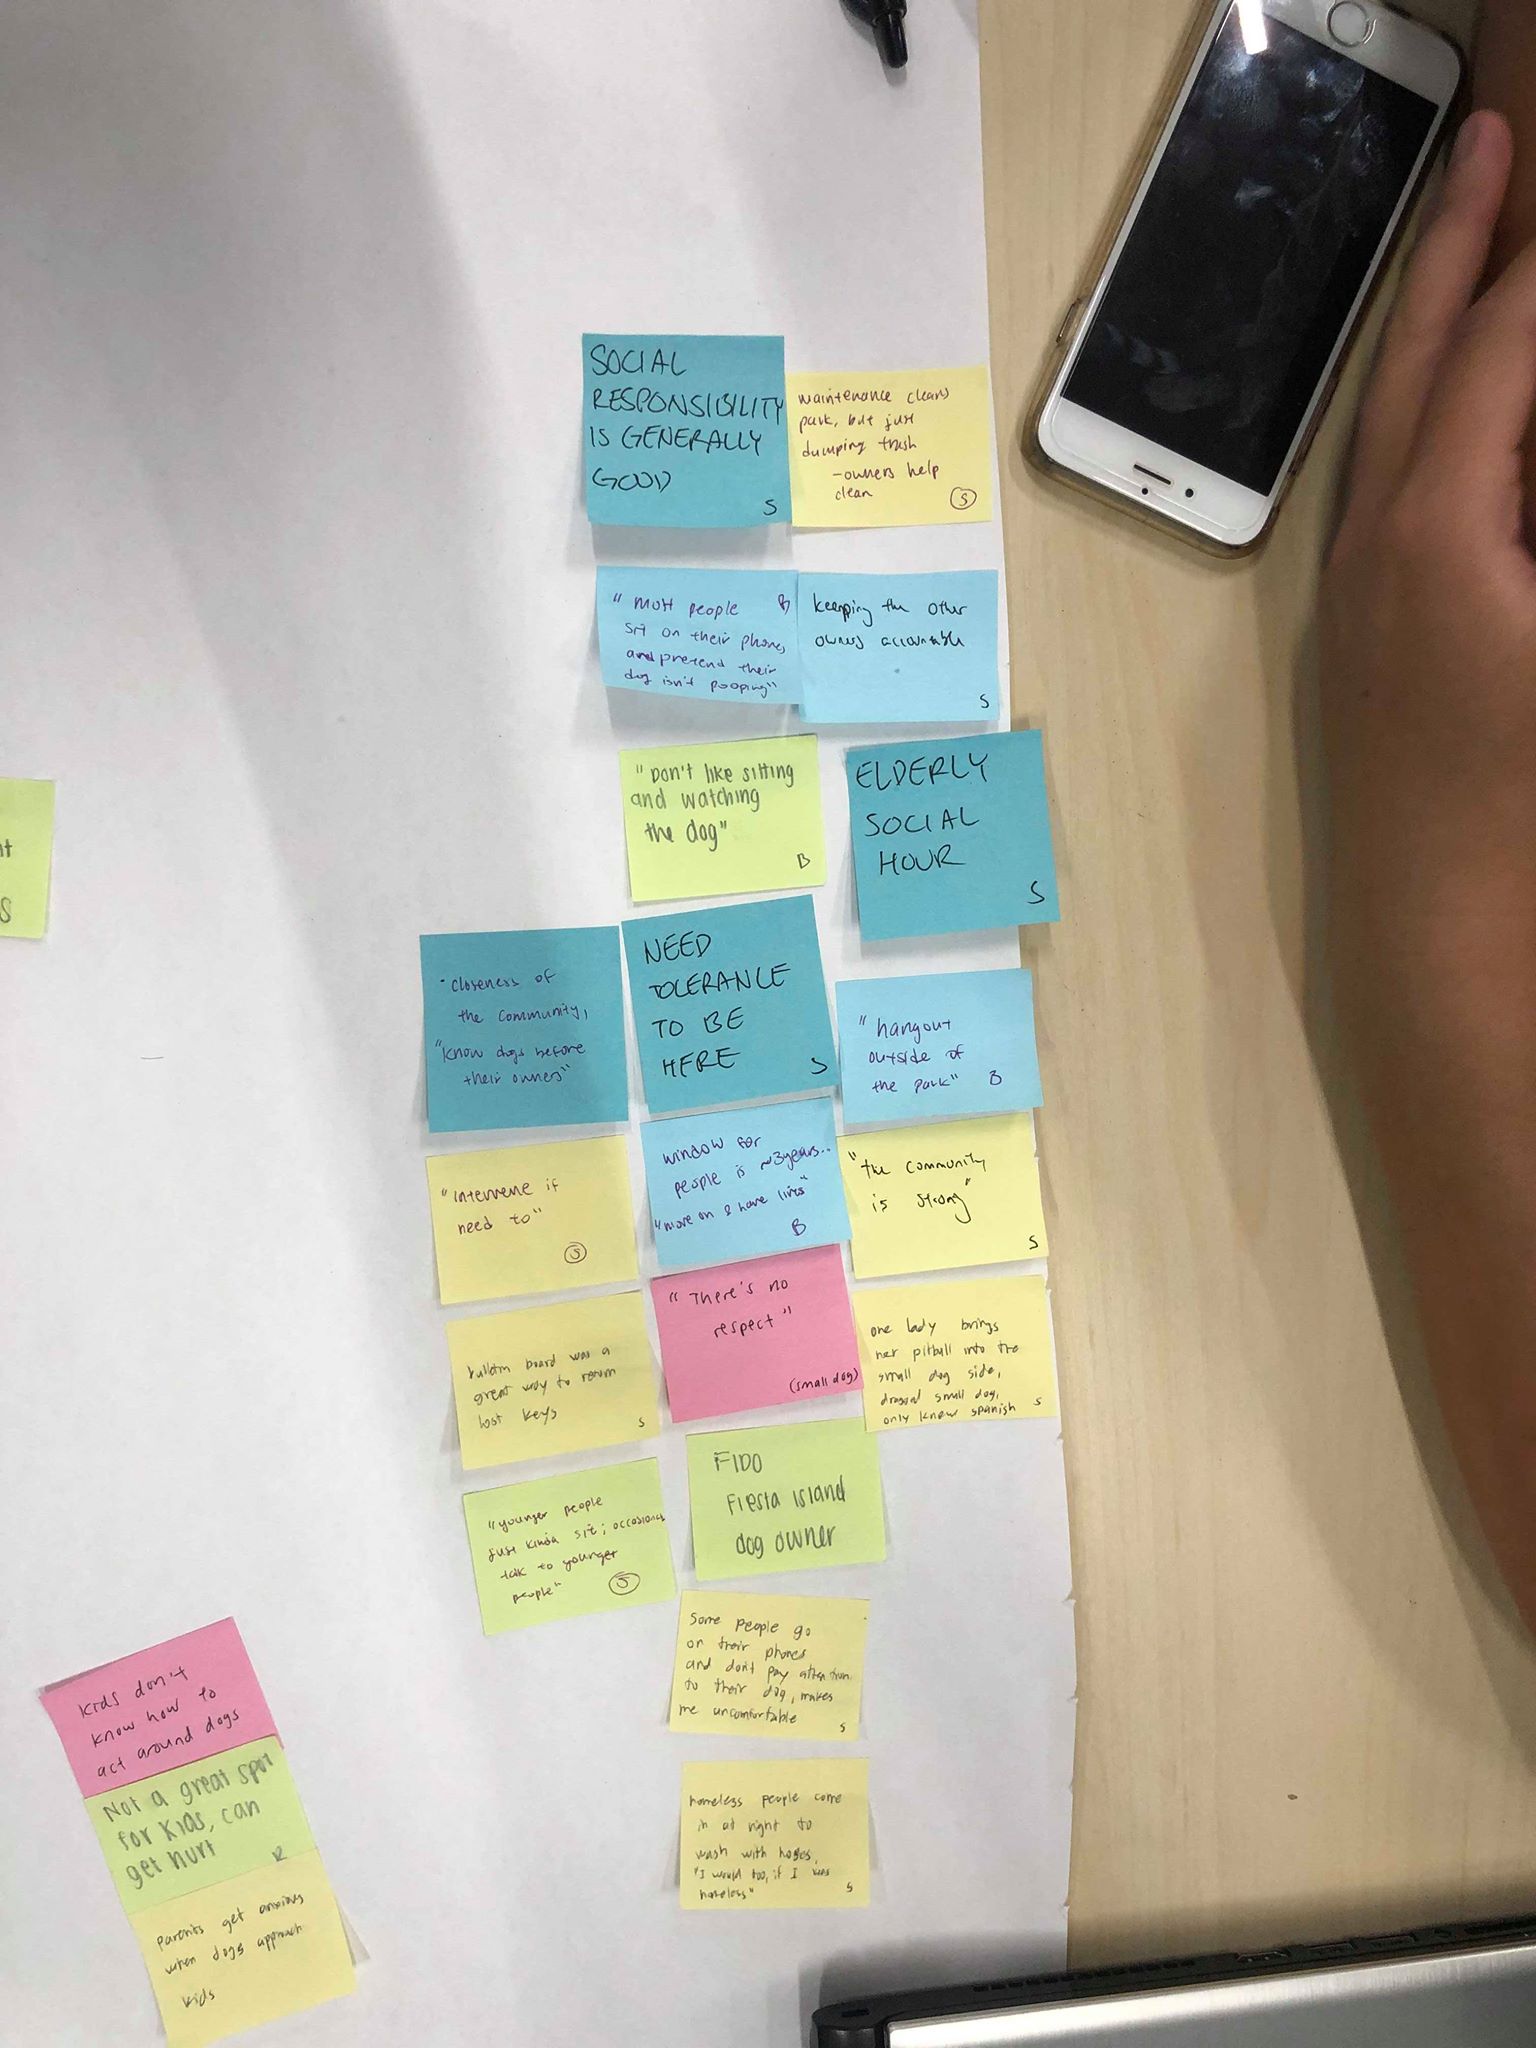 SOCIAL
RESPONSIBILITY
IS GENERALLY
GOOD
S
maintenance cleans
park, but just
dumping trash
-owners help
clean
S
" most people B
sit on their phone,
and pretend their
dog isn't pooping"
keeping the other
owners accountable
S
"Don't like sitting
and watching
the dog"
B
ELDERLY
SOCIAL
HOUR
S
S
- closeness of
the community,
"know dogs before
their owners"
NEED
TOLERANCE
TO BE
HERE
S
"hangout
outside of
the park" B
"intervene if
need to"
S
window for
people is ~3years..
"move on & have lives"
B
"the community
is strong"
S
bulletin board was a
great way to return
lost keys
S
"There's no
respect"
(small dog)
one lady brings
her pitbull into the
small dog side,
dragged small dog,
only knew spanish S
"younger people
just kinda sit; occasionally
talk to younger
people"
S
FIDO
Fiesta island
dog owner
Some people go
on their phones
and don't pay attention
to their dog, makes
me uncomfortable
S
homeless people come
in at night to
wash with hoses,
"I would too, if I was
homeless"
S
kids don't
know how to
act around dogs
Not a great spot
for kids, can
get hurt
R
parents get anxious
when dogs approach
kids